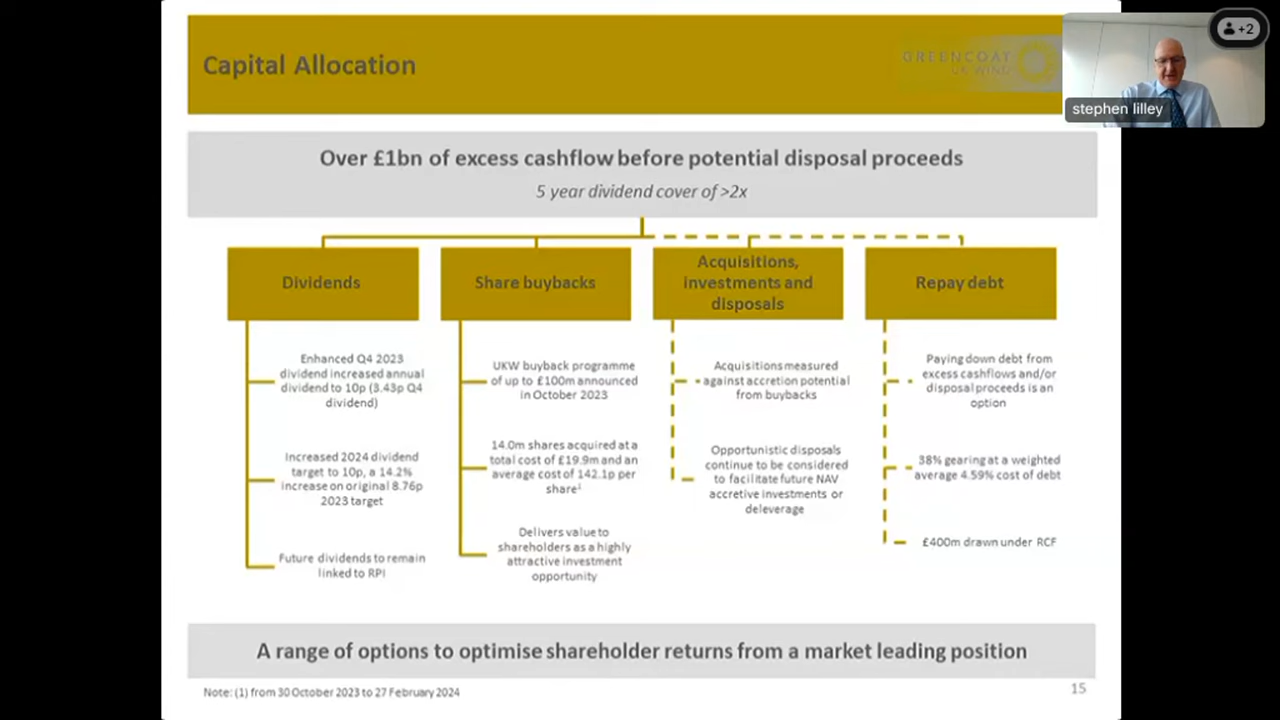 Capital Allocation
GREENCOAT
UK WIND
+2
stephen lilley
Over £1bn of excess cashflow before potential disposal proceeds
5 year dividend cover of >2x
Dividends
Enhanced Q4 2023
dividend increased annual
dividend to 10p (3.43p Q4
dividend)
Increased 2024 dividend
target to 10p, a 14.2%
increase on original 8.76p
2023 target
Future dividends to remain
linked to RPI
Share buybacks
UKW buyback programme
of up to £100m announced
in October 2023
14.0m shares acquired at a
total cost of £19.9m and an
average cost of 142.1p per
share¹
Delivers value to
shareholders as a highly
attractive investment
opportunity
Acquisitions,
investments and
disposals
Acquisitions measured
against accretion potential
from buybacks
Opportunistic disposals
continue to be considered
to facilitate future NAV
accretive investments or
deleverage
Repay debt
Paying down debt from
excess cashflows and/or
disposal proceeds is an
option
38% gearing at a weighted
average 4.59% cost of debt
£400m drawn under RCF
A range of options to optimise shareholder returns from a market leading position
Note: (1) from 30 October 2023 to 27 February 2024
15